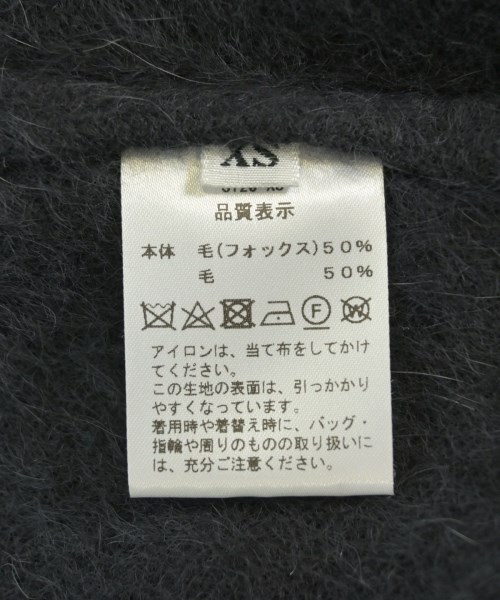 品質表示
本体 毛(フォックス)50%
毛 50%
F
W
アイロンは、当て布をしてかけ
てください。
この生地の表面は、引っかかり
やすくなっています。
着用時や着替え時に、バッグ・
指輪や周りのものの取り扱いに
は、充分ご注意ください。